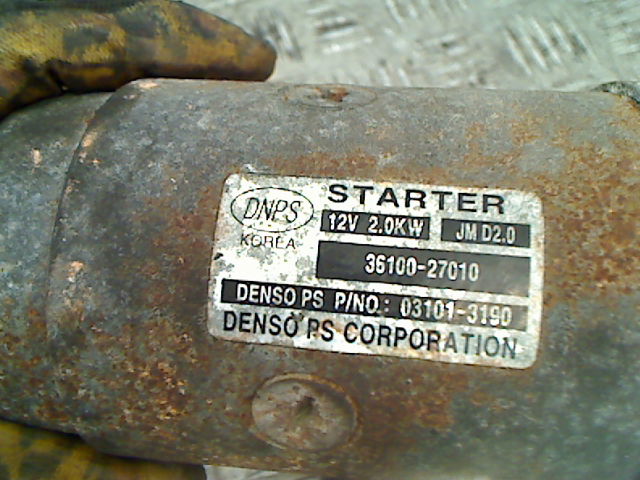 DNPS
KOREA
STARTER
12V 2.0KW JM D2.0
36100-27010
DENSO PS P/NO.: 03101-3190
DENSO PS CORPORATION